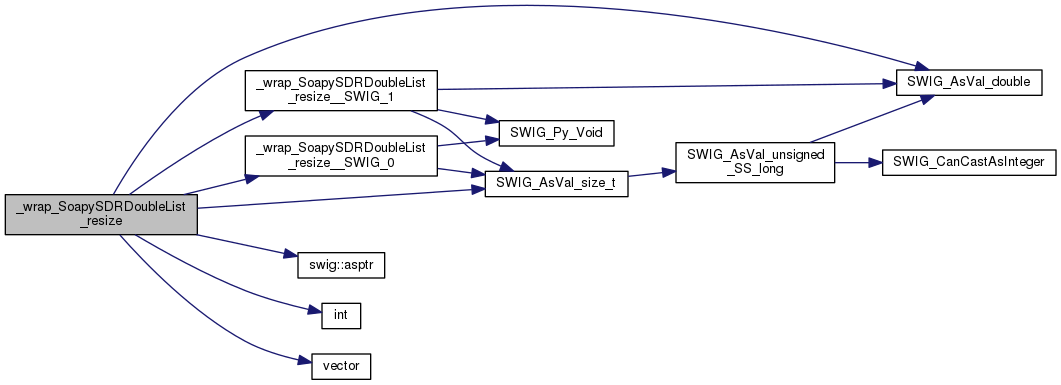 _wrap_SoapySDRDoubleList
_resize
_wrap_SoapySDRDoubleList
_resize__SWIG_1
_wrap_SoapySDRDoubleList
_resize__SWIG_0
swig::asptr
int
vector
SWIG_Py_Void
SWIG_AsVal_size_t
SWIG_AsVal_unsigned
_SS_long
SWIG_AsVal_double
SWIG_CanCastAsInteger